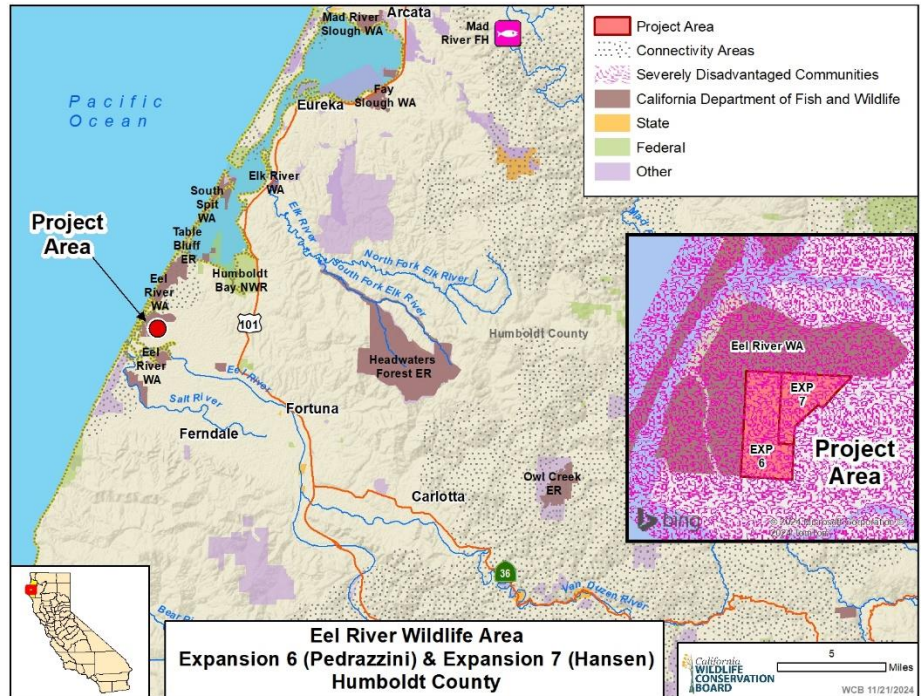 Mad River
Slough WA
Arcata
Mad
River FH
Pacific
Ocean
Fay
Slough WA
Eureka
Elk River
WA
South
Spit
WA
Table
Bluff
ER
Project
Area
Eel
River
WA
Humboldt
Bay NWR
Elk River
North Fork Elk River
South Fork Elk River
Mad
101
Humboldt County
Headwaters
Forest ER
Eel
River
WA
Eel River
Salt River
Fortuna
Ferndale
Carlotta
Owl Creek
ER
36
Van Duzen River
Bear
Project Area
Connectivity Areas
Severely Disadvantaged Communities
California Department of Fish and Wildlife
State
Federal
Other
Eel River WA
EXP
7
EXP
6
Project
Area
bing
Eel River Wildlife Area
Expansion 6 (Pedrazzini) & Expansion 7 (Hansen)
Humboldt County
California
WILDLIFE
CONSERVATION
BOARD
5
Miles
WCB 11/21/2024